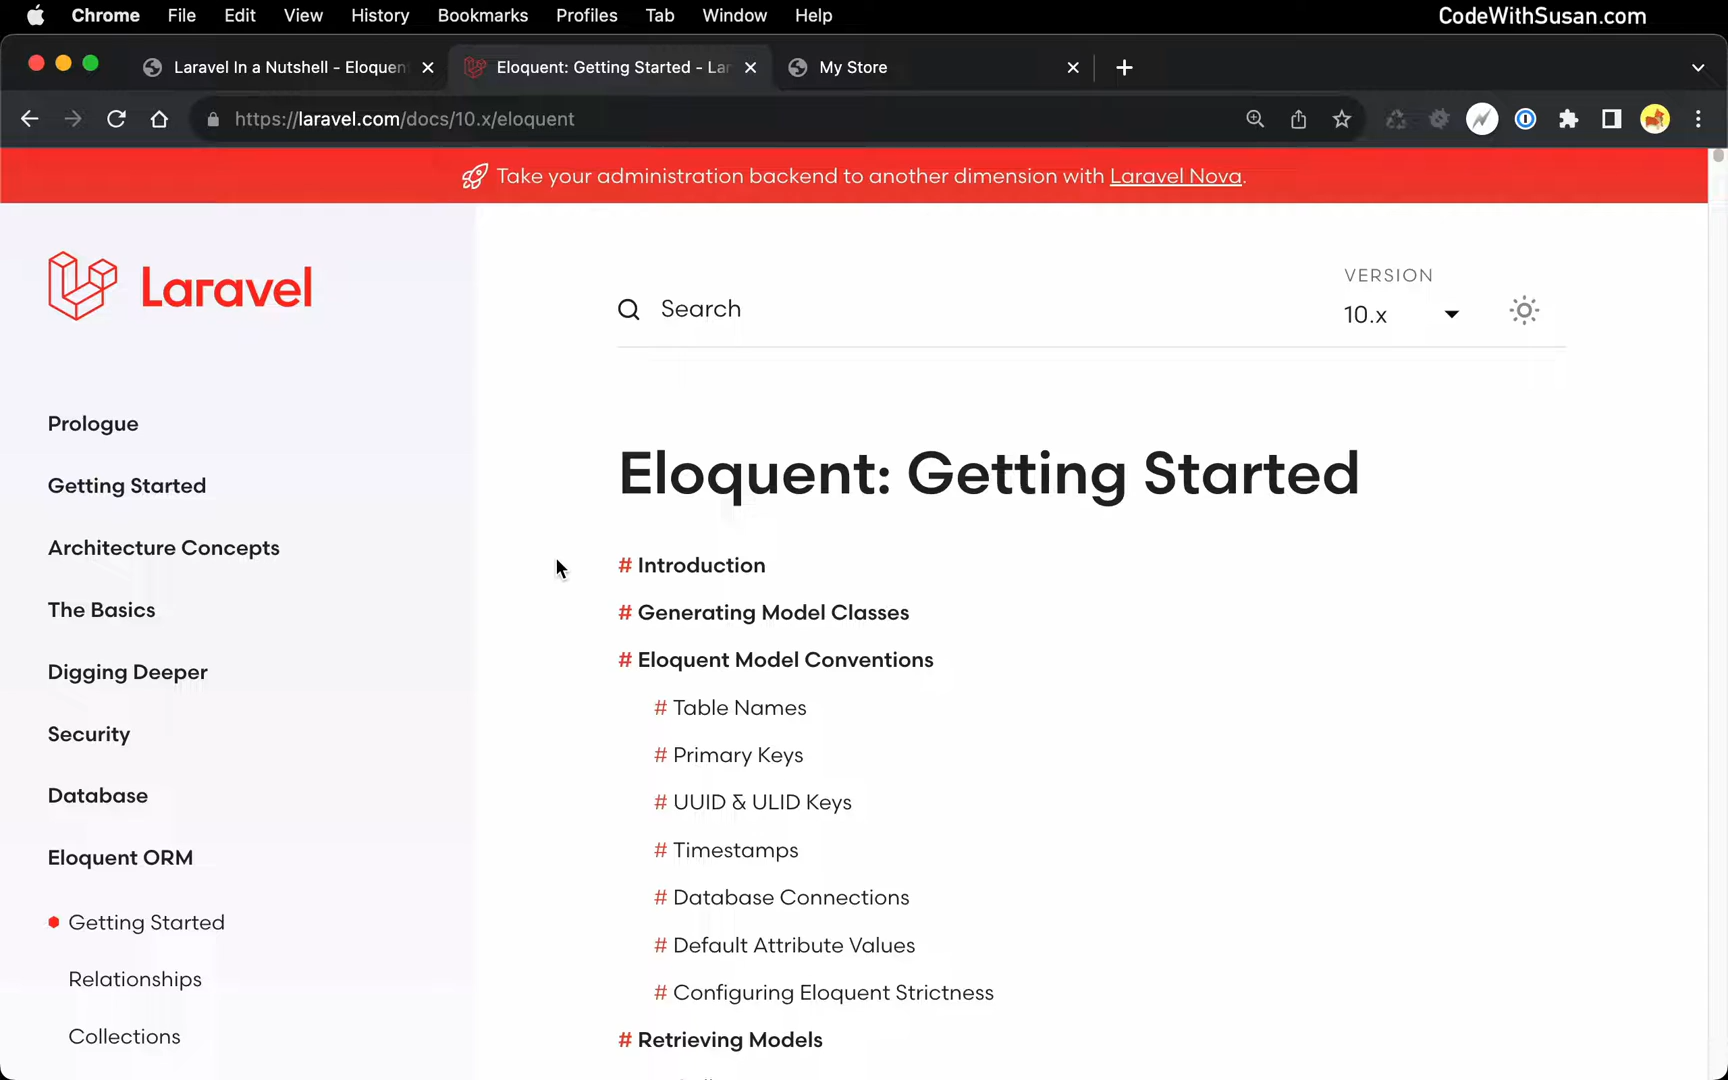 Chrome File Edit View History Bookmarks Profiles Tab Window Help CodeWithSusan.com
Laravel In a Nutshell - Eloquent Eloquent: Getting Started - Lar My Store
https://laravel.com/docs/10.x/eloquent
Take your administration backend to another dimension with Laravel Nova.
Laravel
Search
VERSION
10.x
Prologue
Getting Started
Architecture Concepts
The Basics
Digging Deeper
Security
Database
Eloquent ORM
Getting Started
Relationships
Collections
Eloquent: Getting Started
# Introduction
# Generating Model Classes
# Eloquent Model Conventions
# Table Names
# Primary Keys
# UUID & ULID Keys
# Timestamps
# Database Connections
# Default Attribute Values
# Configuring Eloquent Strictness
# Retrieving Models